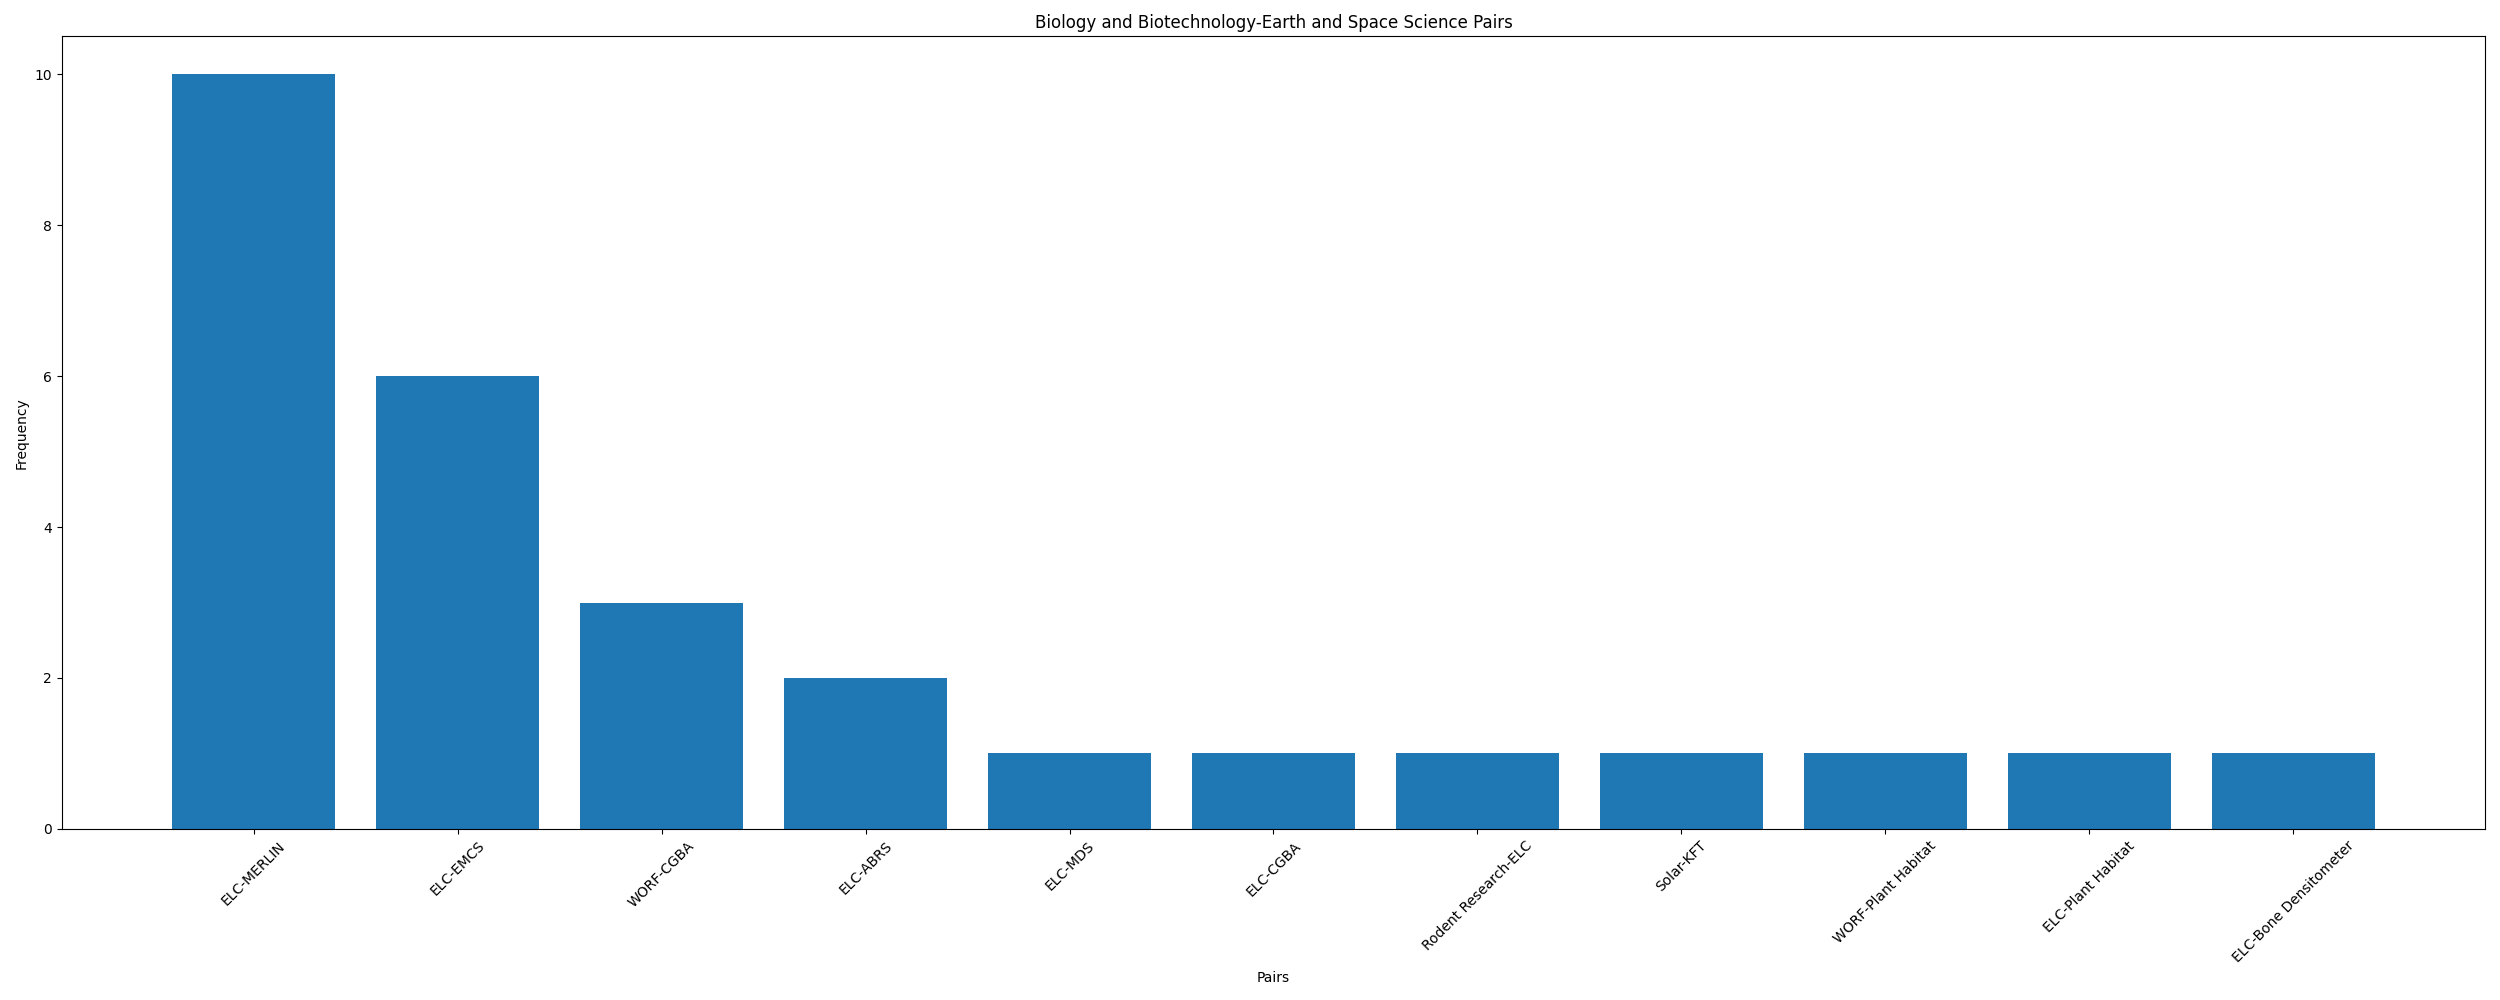 Biology and Biotechnology-Earth and Space Science Pairs
Frequency
10
8
6
4
2
0
ELC-MERLIN
ELC-EMCS
WORF-CGBA
ELC-ABRS
ELC-MDS
ELC-CGBA
Rodent Research-ELC
Solar-KFT
WORF-Plant Habitat
ELC-Plant Habitat
ELC-Bone Densitometer
Pairs